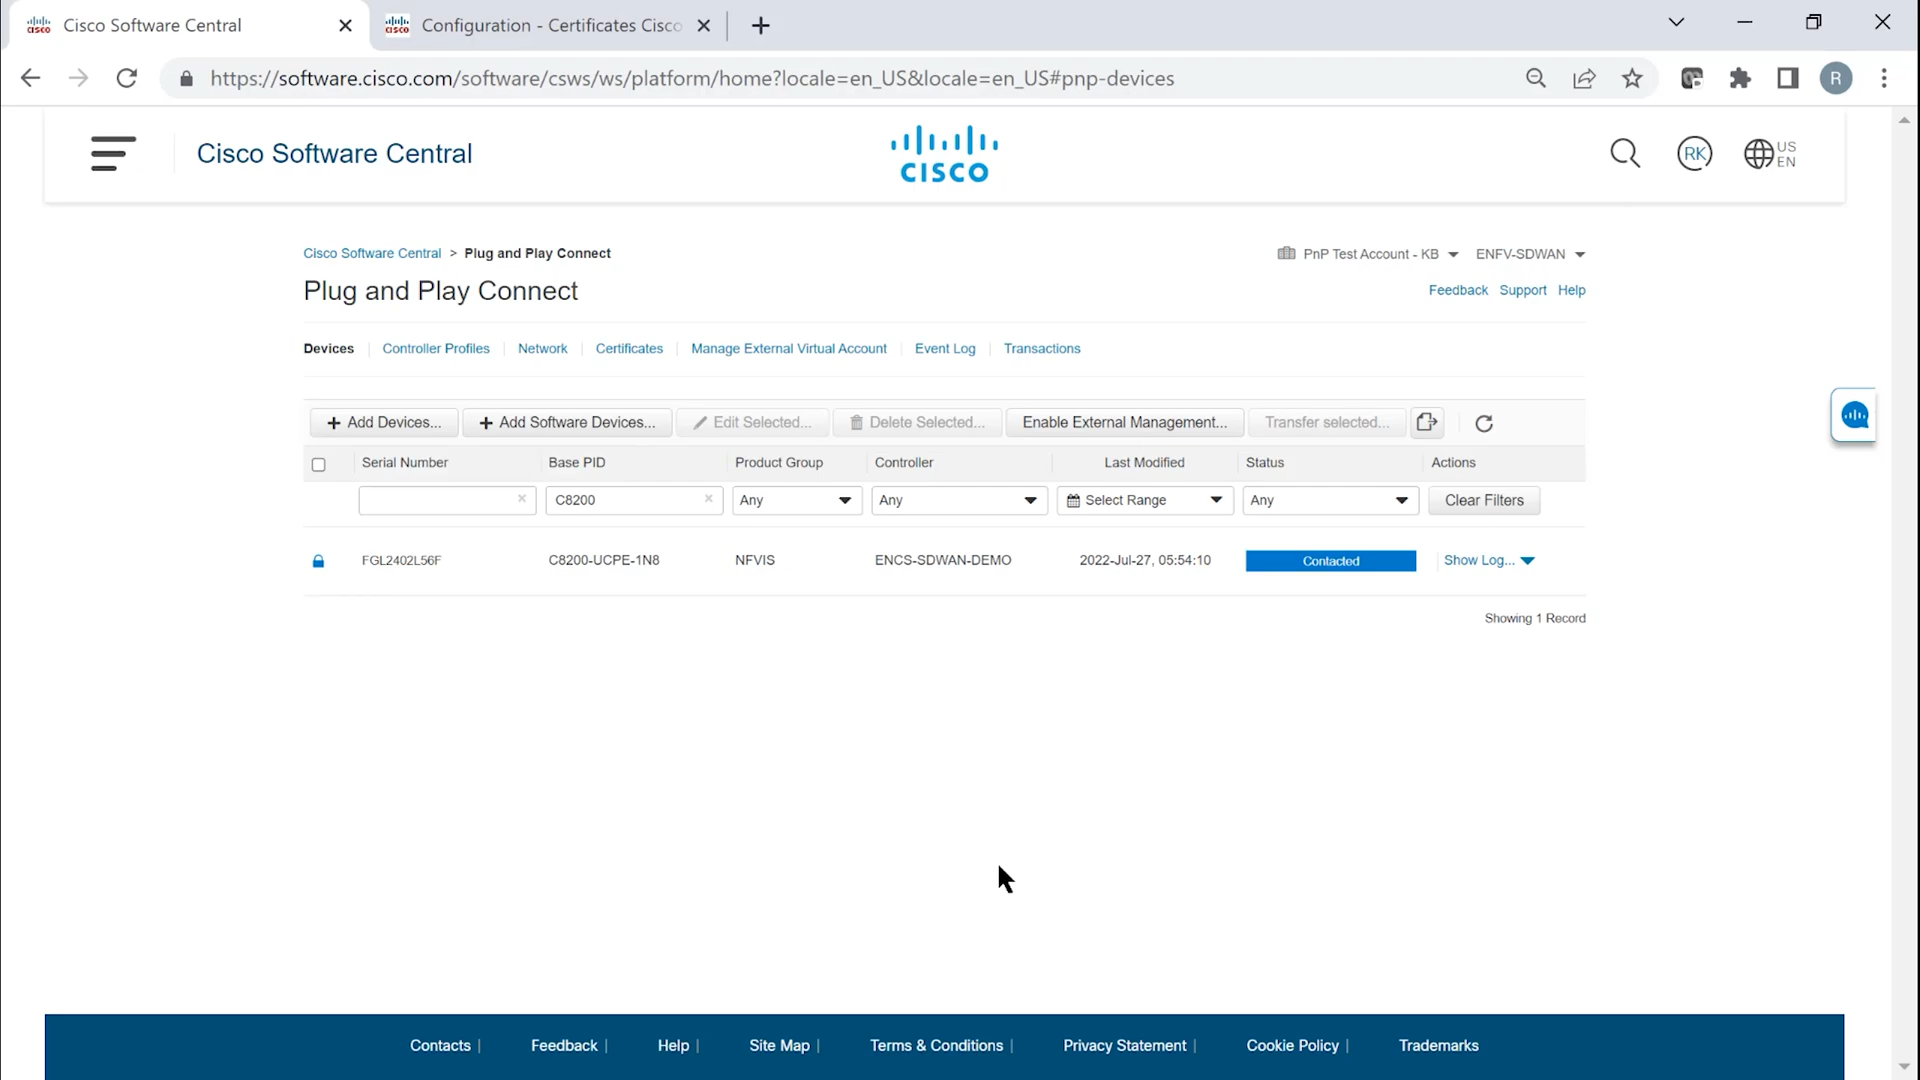 Cisco Software Central
Configuration - Certificates Cisco
https://software.cisco.com/software/csws/ws/platform/home?locale=en_US&locale=en_US#pnp-devices
R
Cisco Software Central
CISCO
RK
US
EN
Cisco Software Central > Plug and Play Connect
PnP Test Account - KB
ENFV-SDWAN
Plug and Play Connect
Feedback Support Help
Devices | Controller Profiles | Network | Certificates | Manage External Virtual Account | Event Log | Transactions
+ Add Devices... + Add Software Devices... Edit Selected... Delete Selected... Enable External Management... Transfer selected...
Serial Number Base PID Product Group Controller Last Modified Status Actions
C8200 Any Any Select Range Any Clear Filters
FGL2402L56F C8200-UCPE-1N8 NFVIS ENCS-SDWAN-DEMO 2022-Jul-27, 05:54:10 Contacted Show Log...
Showing 1 Record
Contacts | Feedback | Help | Site Map | Terms & Conditions | Privacy Statement | Cookie Policy | Trademarks